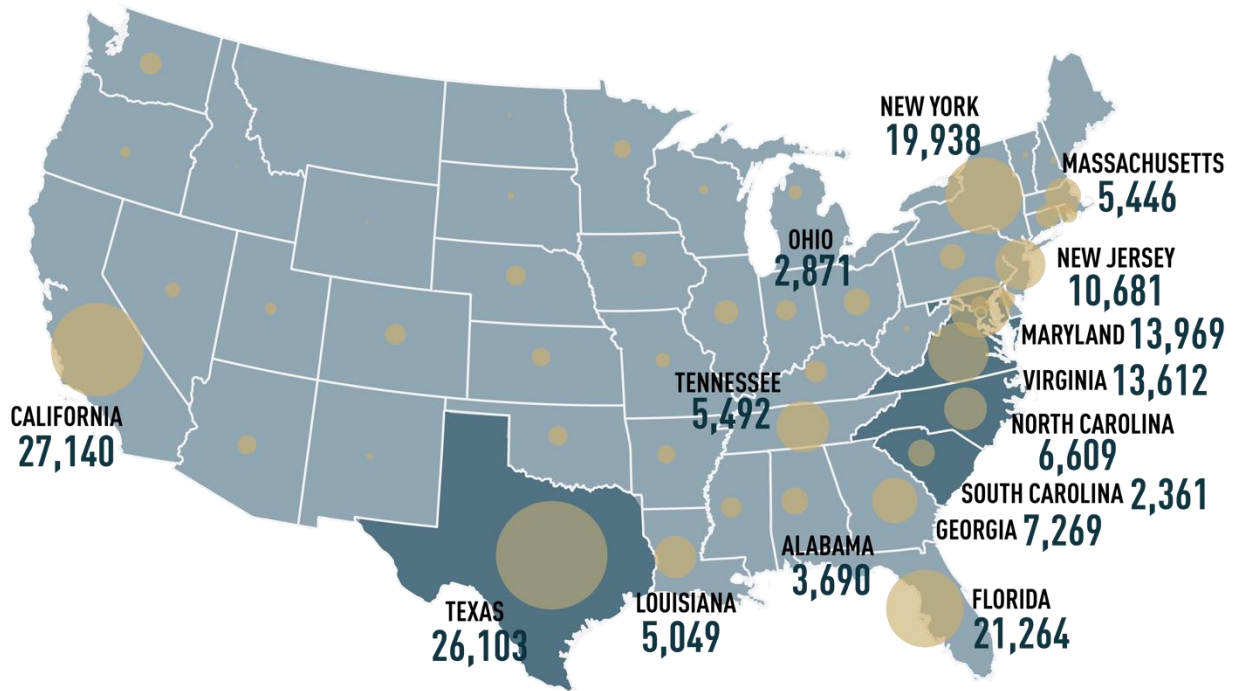 NEW YORK
19,938
MASSACHUSETTS
5,446
OHIO
2,871
NEW JERSEY
10,681
MARYLAND 13,969
TENNESSEE
5,492
VIRGINIA 13,612
CALIFORNIA
27,140
NORTH CAROLINA
6,609
SOUTH CAROLINA 2,361
GEORGIA 7,269
ALABAMA
3,690
TEXAS
26,103
LOUISIANA
5,049
FLORIDA
21,264